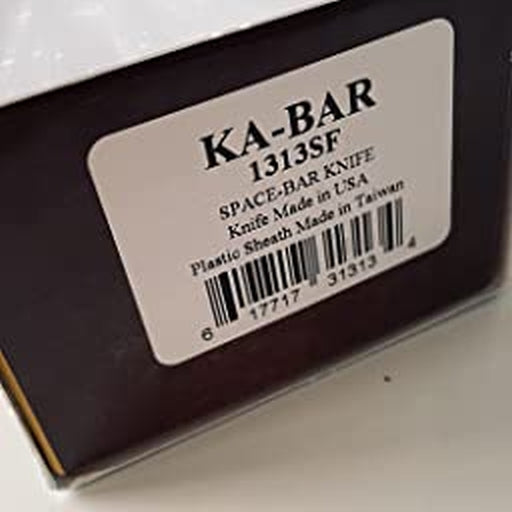 KA-BAR
1313SF
SPACE-BAR KNIFE
Knife Made in USA
Plastic Sheath Made in Taiwan
6 17717 31313 4